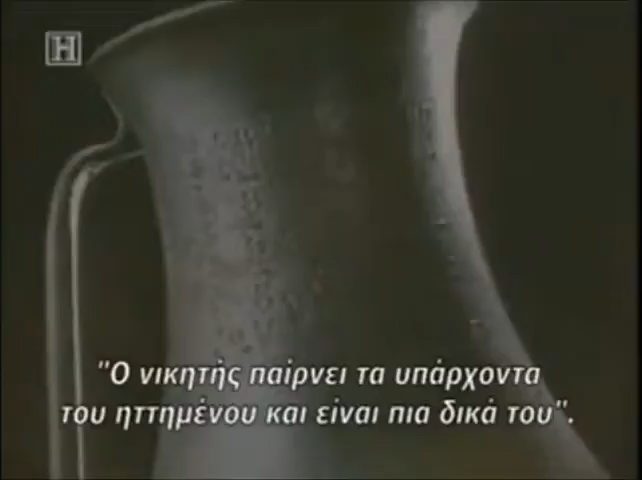 H
"Ο νικητής παίρνει τα υπάρχοντα
του ηττημένου και είναι πια δικά του".